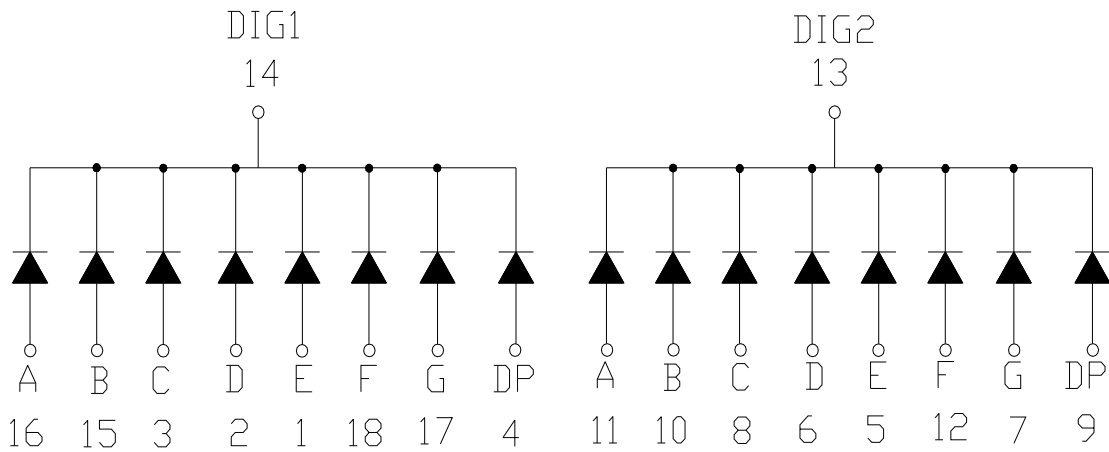 DIG1 DIG2
14 13
A B C D E F G DP A B C D E F G DP
16 15 3 2 1 18 17 4 11 10 8 6 5 12 7 9